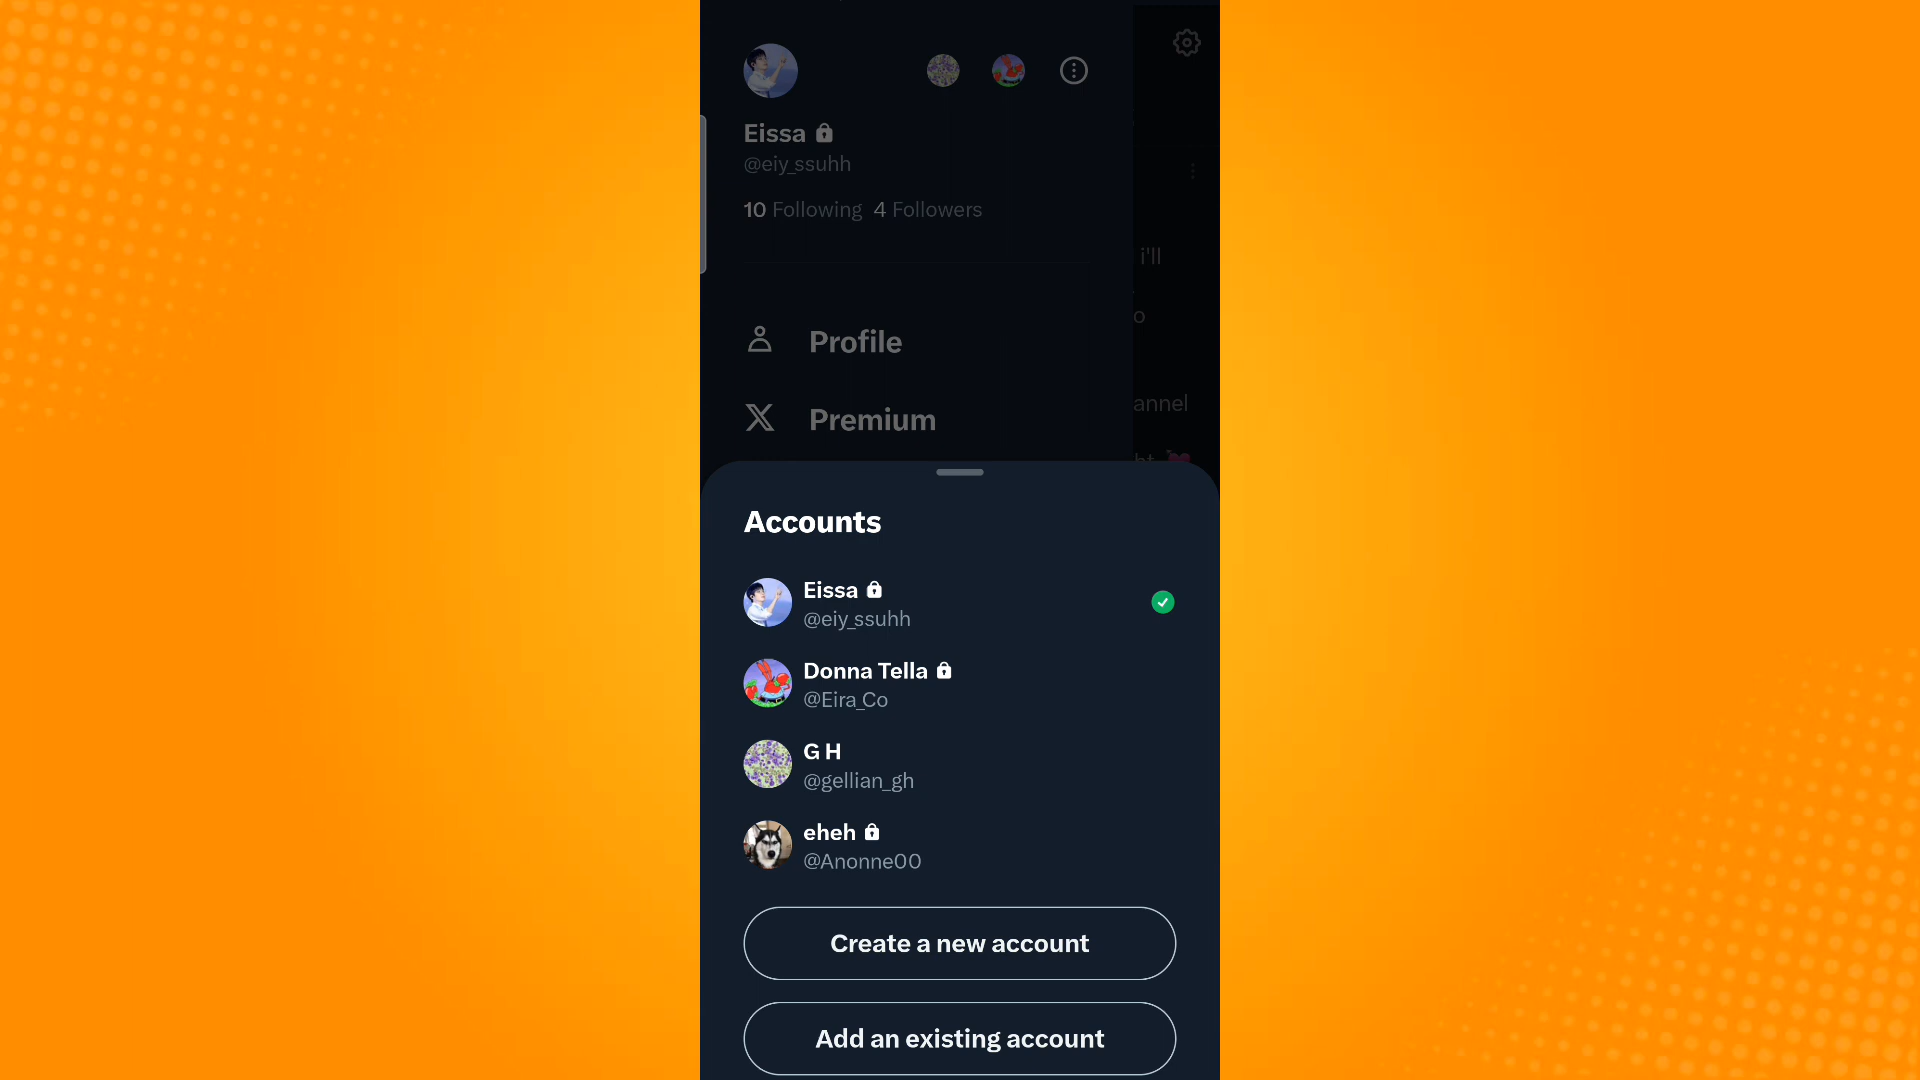 Eissa
@eiy_ssuhh
10 Following 4 Followers
i'll
o
Profile
annel
Premium
ht
Accounts
Eissa
@eiy_ssuhh
Donna Tella
@Eira_Co
G H
@gellian_gh
eheh
@Anonne00
Create a new account
Add an existing account